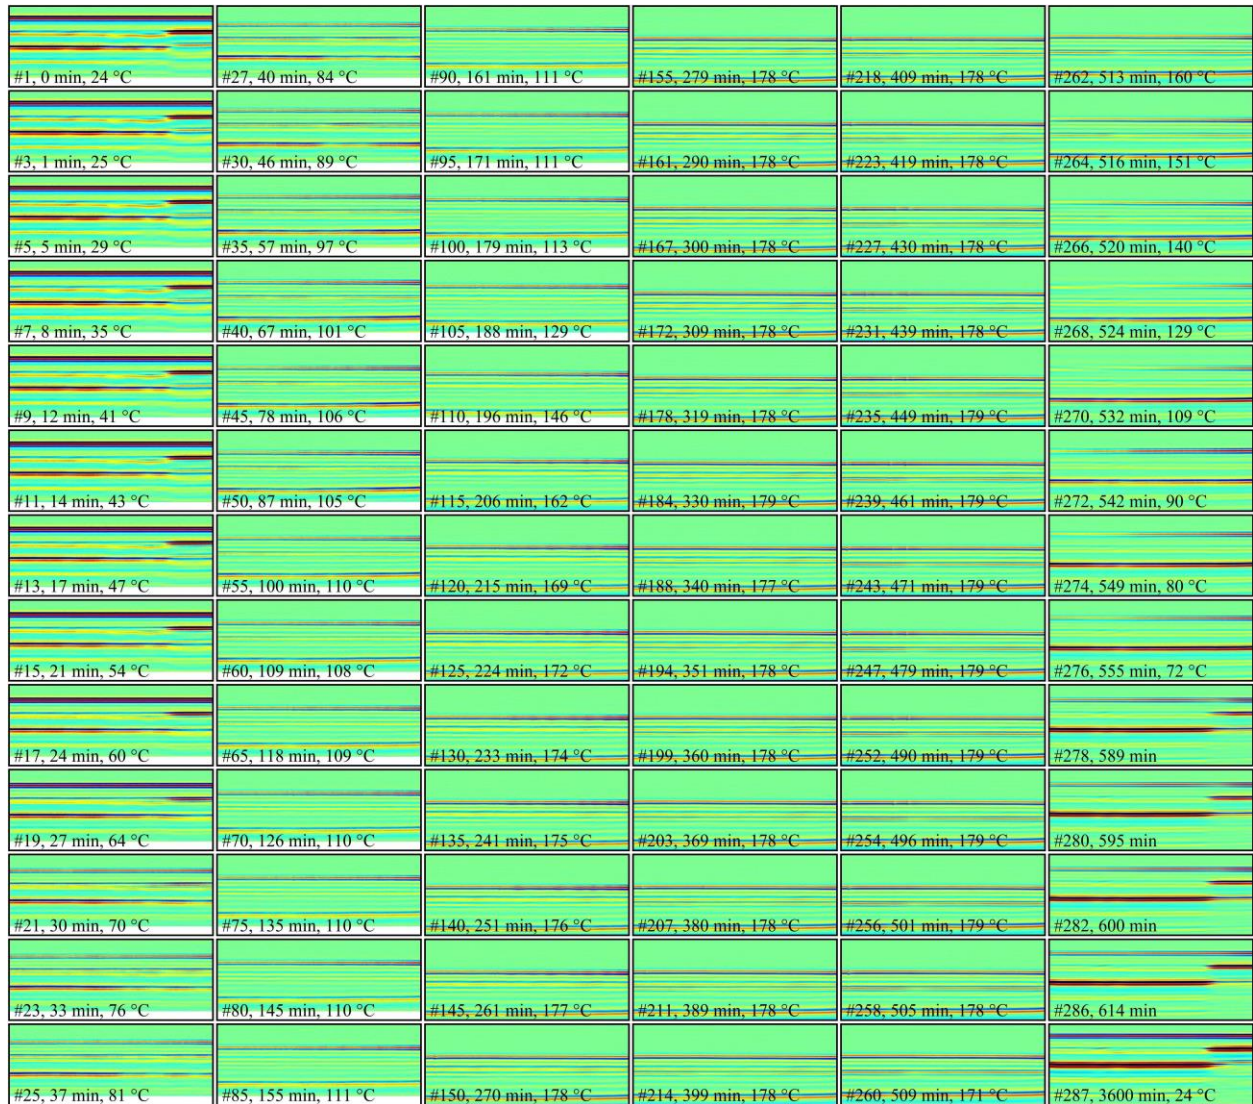 #1, 0 min, 24 °C
#27, 40 min, 84 °C
#90, 161 min, 111 °C
#155, 279 min, 178 °C
#218, 409 min, 178 °C
#262, 513 min, 160 °C
#3, 1 min, 25 °C
#30, 46 min, 89 °C
#95, 171 min, 111 °C
#161, 290 min, 178 °C
#223, 419 min, 178 °C
#264, 516 min, 151 °C
#5, 5 min, 29 °C
#35, 57 min, 97 °C
#100, 179 min, 113 °C
#167, 300 min, 178 °C
#227, 430 min, 178 °C
#266, 520 min, 140 °C
#7, 8 min, 35 °C
#40, 67 min, 101 °C
#105, 188 min, 129 °C
#172, 309 min, 178 °C
#231, 439 min, 178 °C
#268, 524 min, 129 °C
#9, 12 min, 41 °C
#45, 78 min, 106 °C
#110, 196 min, 146 °C
#178, 319 min, 178 °C
#235, 449 min, 179 °C
#270, 532 min, 109 °C
#11, 14 min, 43 °C
#50, 87 min, 105 °C
#115, 206 min, 162 °C
#184, 330 min, 179 °C
#239, 461 min, 179 °C
#272, 542 min, 90 °C
#13, 17 min, 47 °C
#55, 100 min, 110 °C
#120, 215 min, 169 °C
#188, 340 min, 177 °C
#243, 471 min, 179 °C
#274, 549 min, 80 °C
#15, 21 min, 54 °C
#60, 109 min, 108 °C
#125, 224 min, 172 °C
#194, 351 min, 178 °C
#247, 479 min, 179 °C
#276, 555 min, 72 °C
#17, 24 min, 60 °C
#65, 118 min, 109 °C
#130, 233 min, 174 °C
#199, 360 min, 178 °C
#252, 490 min, 179 °C
#278, 589 min
#19, 27 min, 64 °C
#70, 126 min, 110 °C
#135, 241 min, 175 °C
#203, 369 min, 178 °C
#254, 496 min, 179 °C
#280, 595 min
#21, 30 min, 70 °C
#75, 135 min, 110 °C
#140, 251 min, 176 °C
#207, 380 min, 178 °C
#256, 501 min, 179 °C
#282, 600 min
#23, 33 min, 76 °C
#80, 145 min, 110 °C
#145, 261 min, 177 °C
#211, 389 min, 178 °C
#258, 505 min, 178 °C
#286, 614 min
#25, 37 min, 81 °C
#85, 155 min, 111 °C
#150, 270 min, 178 °C
#214, 399 min, 178 °C
#260, 509 min, 171 °C
#287, 3600 min, 24 °C